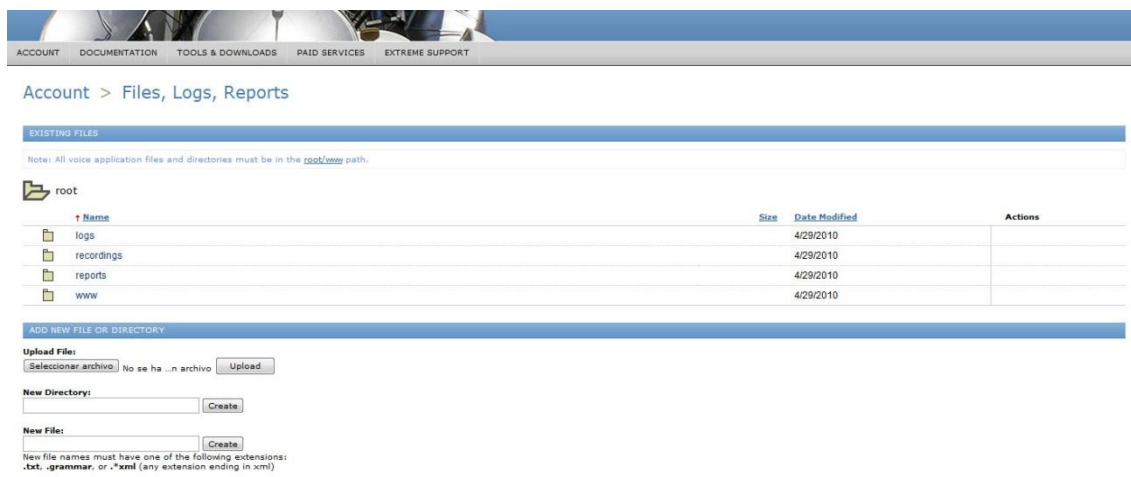 ACCOUNT DOCUMENTATION TOOLS & DOWNLOADS PAID SERVICES EXTREME SUPPORT
Account > Files, Logs, Reports
EXISTING FILES
Note: All voice application files and directories must be in the root/www path.
root
↑ Name Size Date Modified Actions
logs 4/29/2010
recordings 4/29/2010
reports 4/29/2010
www 4/29/2010
ADD NEW FILE OR DIRECTORY
Upload File:
Seleccionar archivo No se ha ...n archivo Upload
New Directory:
Create
New File:
Create
New file names must have one of the following extensions:
.txt, .grammar, or .*xml (any extension ending in xml)